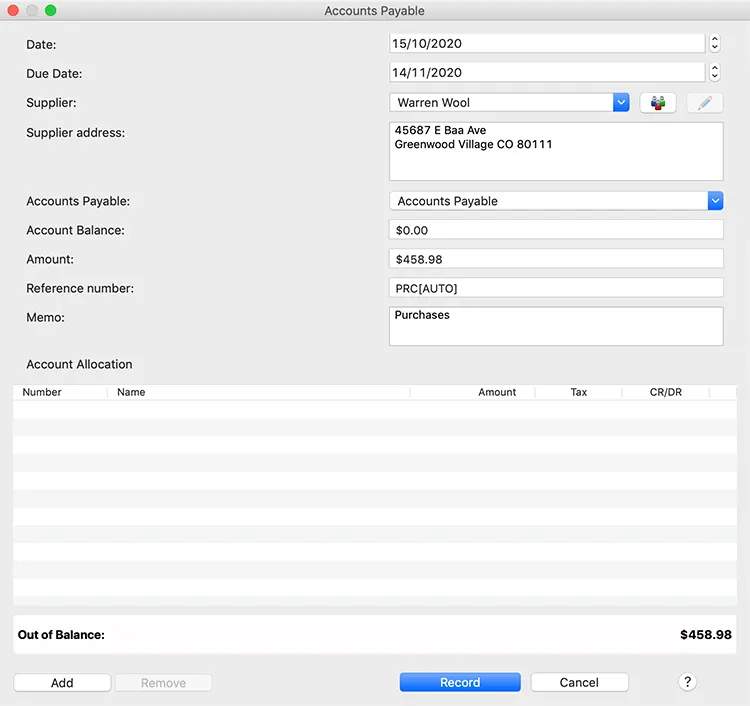 Accounts Payable
Date: 15/10/2020
Due Date: 14/11/2020
Supplier: Warren Wool
Supplier address: 45687 E Baa Ave
Greenwood Village CO 80111
Accounts Payable: Accounts Payable
Account Balance: $0.00
Amount: $458.98
Reference number: PRC[AUTO]
Memo: Purchases
Account Allocation
Number Name Amount Tax CR/DR
Out of Balance: $458.98
Add Remove Record Cancel ?